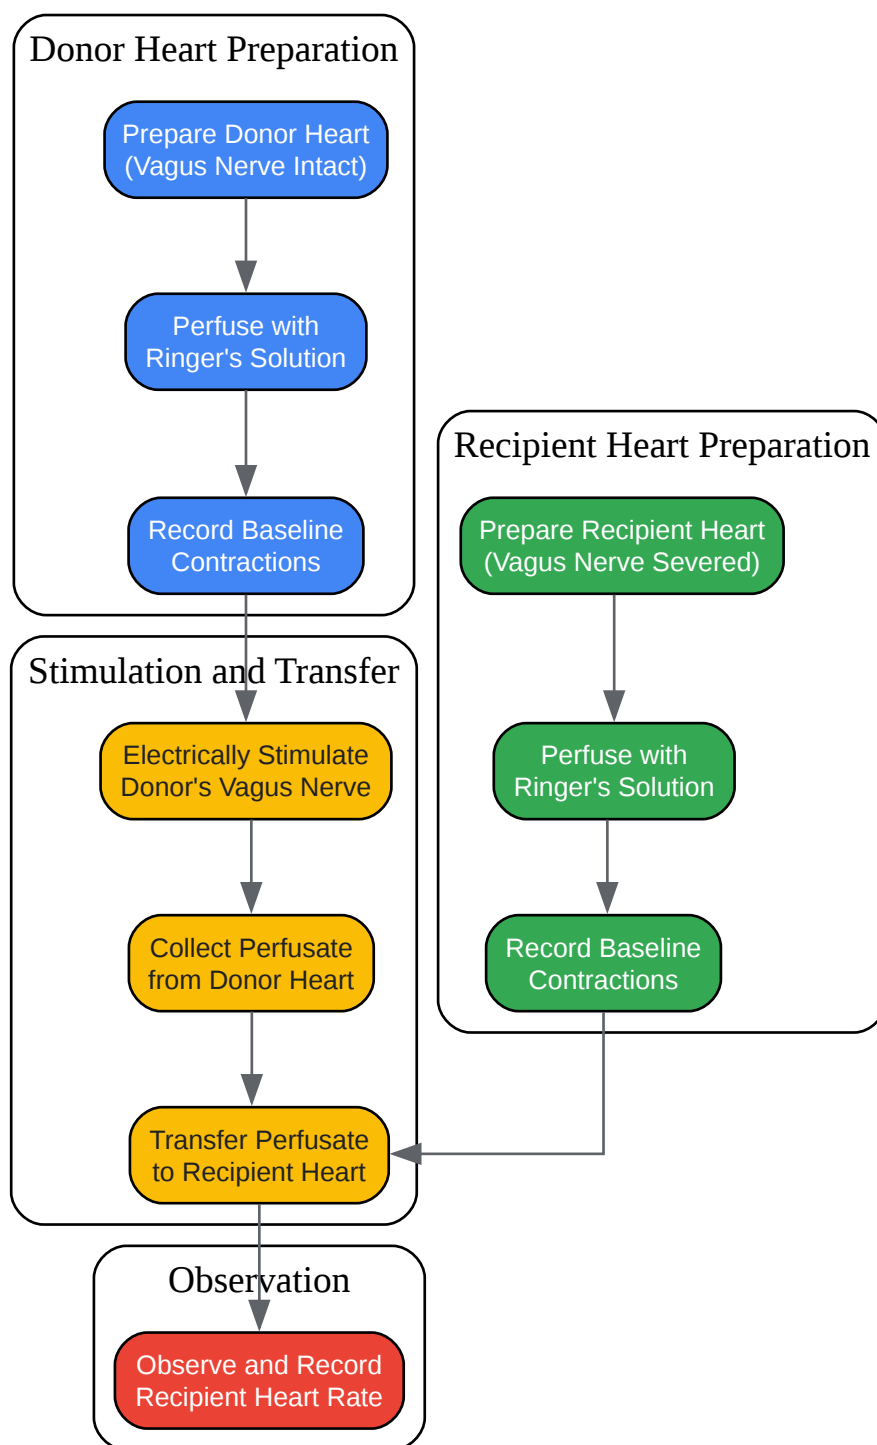 Donor Heart Preparation
Prepare Donor Heart
(Vagus Nerve Intact)
Perfuse with
Ringer's Solution
Record Baseline
Contractions
Recipient Heart Preparation
Prepare Recipient Heart
(Vagus Nerve Severed)
Perfuse with
Ringer's Solution
Record Baseline
Contractions
Stimulation and Transfer
Electrically Stimulate
Donor's Vagus Nerve
Collect Perfusate
from Donor Heart
Transfer Perfusate
to Recipient Heart
Observation
Observe and Record
Recipient Heart Rate